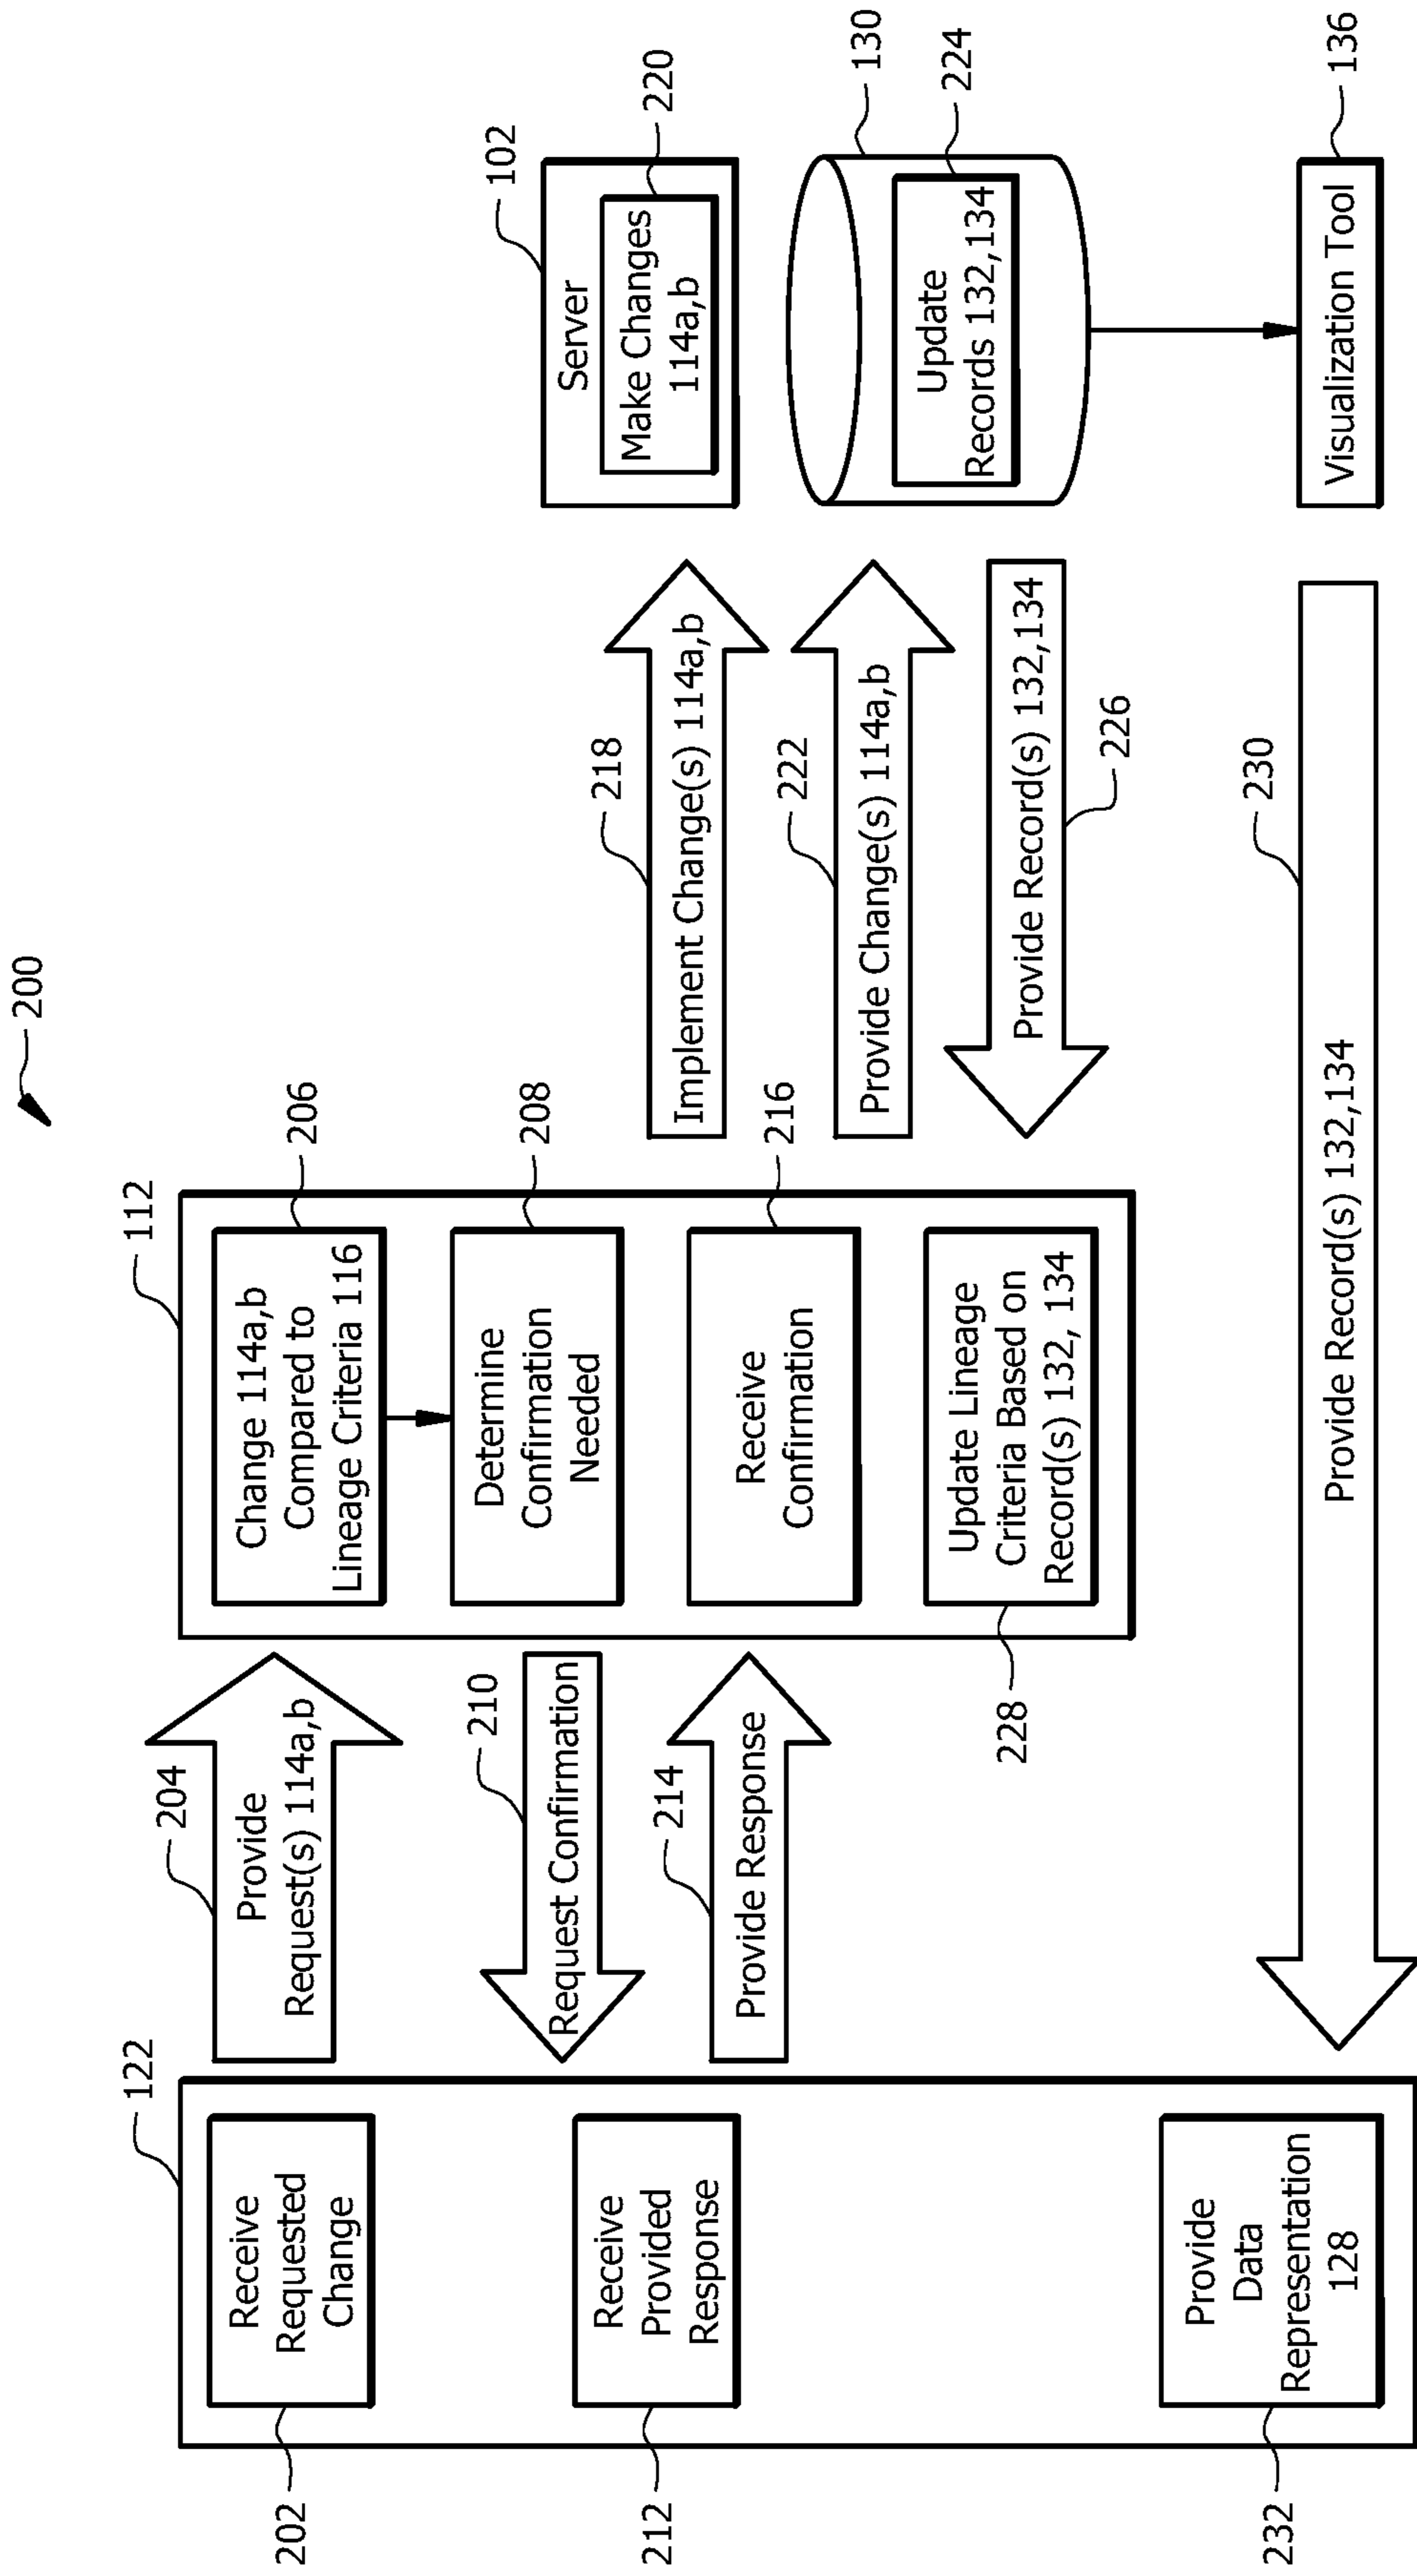 200
122
202
Receive
Requested
Change
212
Receive
Provided
Response
232
Provide
Data
Representation
128
204
Provide
Request(s) 114a,b
210
Request Confirmation
214
Provide Response
112
206
Change 114a,b
Compared to
Lineage Criteria 116
208
Determine
Confirmation
Needed
216
Receive
Confirmation
228
Update Lineage
Criteria Based on
Record(s) 132, 134
218
Implement Change(s) 114a,b
222
Provide Change(s) 114a,b
Provide Record(s) 132,134
226
230
Provide Record(s) 132,134
102
Server
220
Make Changes
114a,b
130
224
Update
Records 132,134
136
Visualization Tool